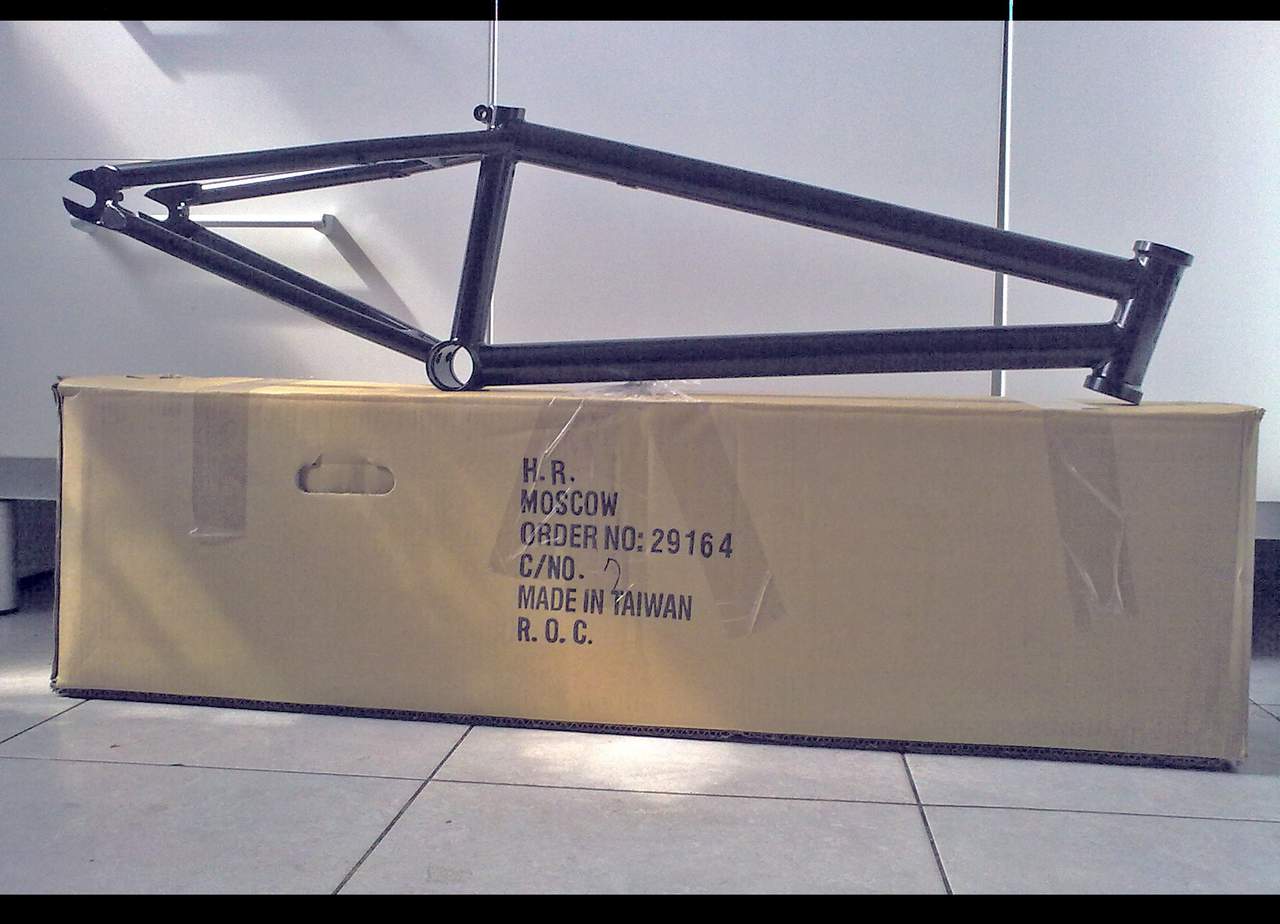 H.R.
MOSCOW
ORDER NO: 29164
C/NO. 2
MADE IN TAIWAN
R.O.C.